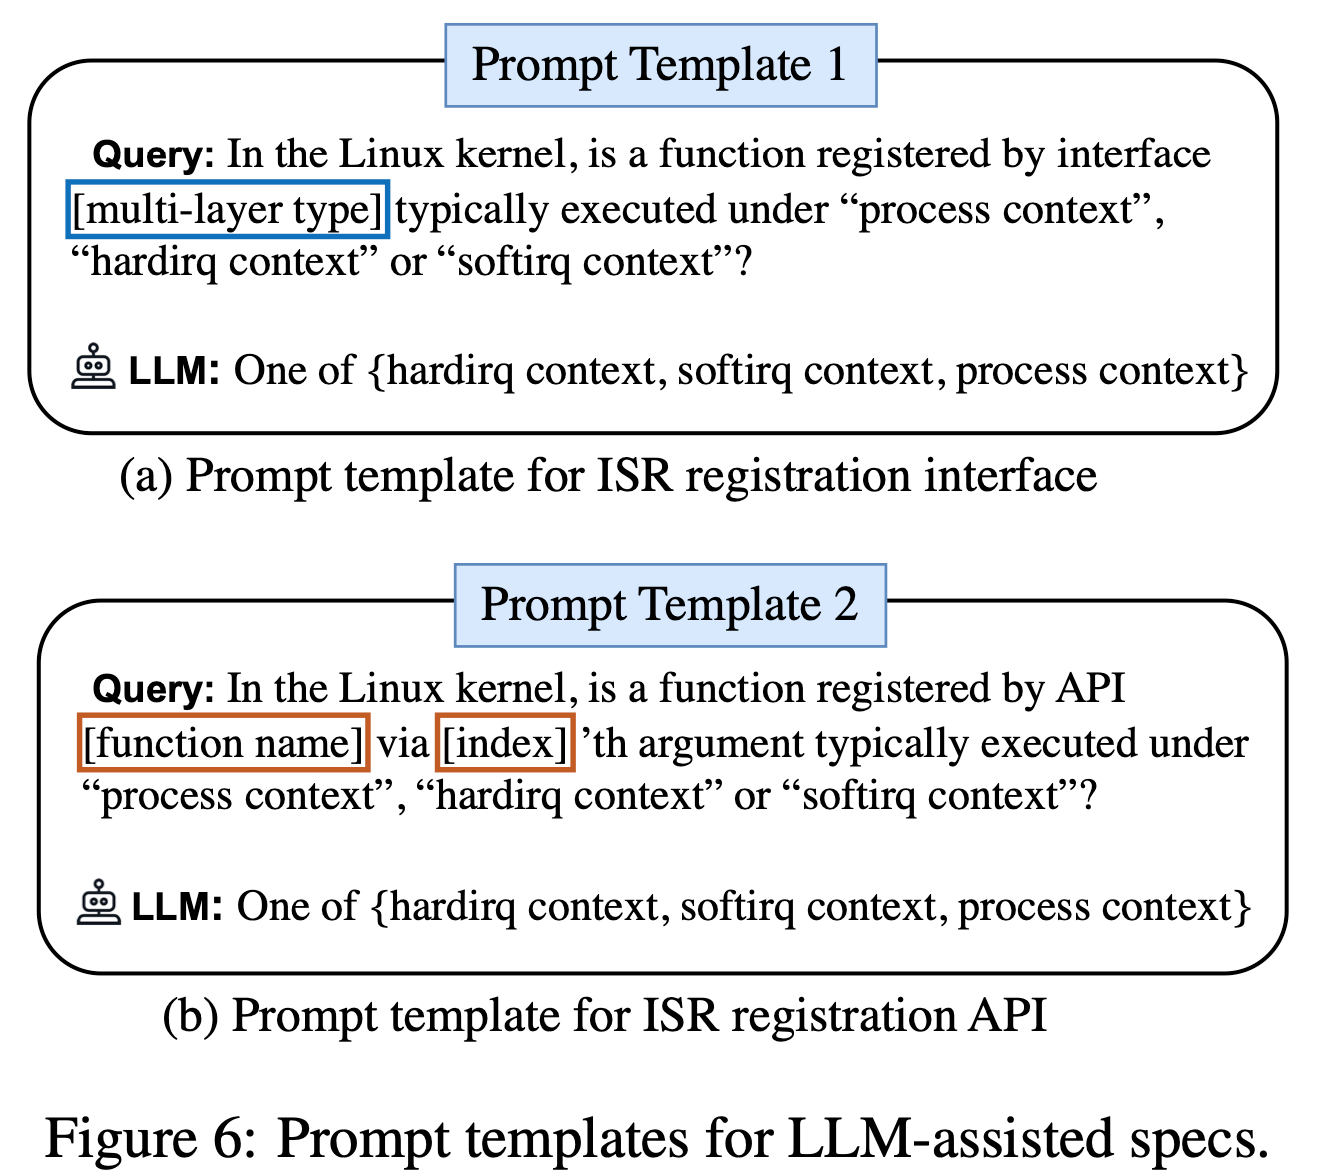 Prompt Template 1
Query: In the Linux kernel, is a function registered by interface
[multi-layer type] typically executed under “process context”,
“hardirq context” or “softirq context”?
LLM: One of {hardirq context, softirq context, process context}
(a) Prompt template for ISR registration interface
Prompt Template 2
Query: In the Linux kernel, is a function registered by API
[function name] via [index] ’th argument typically executed under
“process context”, “hardirq context” or “softirq context”?
LLM: One of {hardirq context, softirq context, process context}
(b) Prompt template for ISR registration API
Figure 6: Prompt templates for LLM-assisted specs.